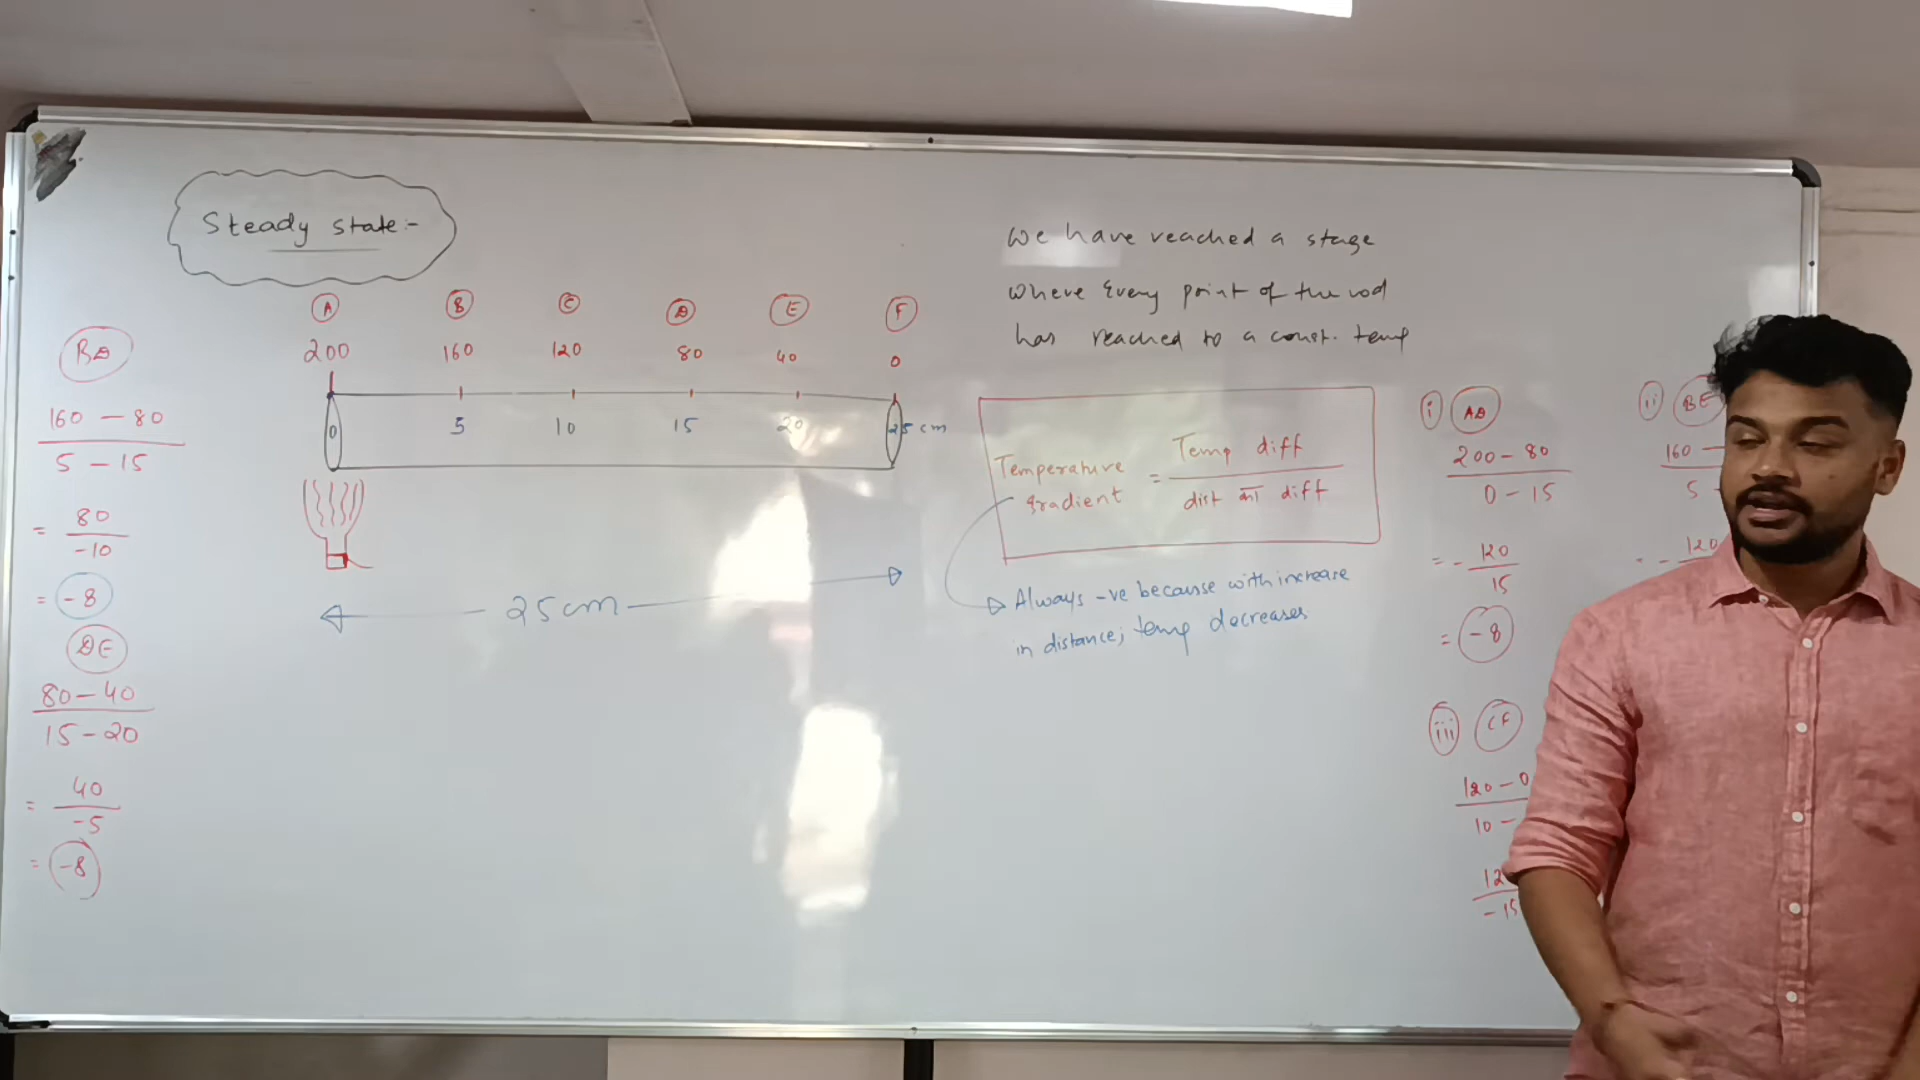 Steady state:-
We have reached a stage
where every point of the rod
has reached to a const. temp
A B C D E F
200 160 120 80 40 0
0 5 10 15 20 25 cm
25cm
Temperature gradient = Temp diff / dist का diff
Always -ve because with increase
in distance; temp decreases
BD
160 - 80
5 - 15
= 80
-10
= -8
DE
80 - 40
15 - 20
= 40
-5
= -8
i AD
200 - 80
0 - 15
= - 120
15
= -8
ii BE
160 -
5 -
= - 120
iii CF
120 - 0
10 -
12
- 15